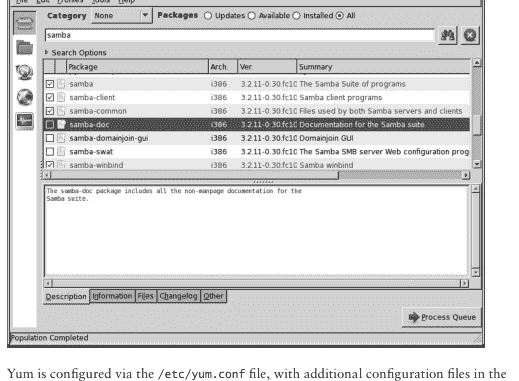 File Edit Profiles Tools Help
Category None Packages Updates Available Installed All
samba
Search Options
Package Arch. Ver. Summary
samba i386 3.2.11-0.30.fc10 The Samba Suite of programs
samba-client i386 3.2.11-0.30.fc10 Samba client programs
samba-common i386 3.2.11-0.30.fc10 Files used by both Samba servers and clients
samba-doc i386 3.2.11-0.30.fc10 Documentation for the Samba suite
samba-domainjoin-gui i386 3.2.11-0.30.fc10 Domainjoin GUI
samba-swat i386 3.2.11-0.30.fc10 The Samba SMB server Web configuration prog
samba-winbind i386 3.2.11-0.30.fc10 Samba winbind
The samba-doc package includes all the non-manpage documentation for the
Samba suite.
Description Information Files Changelog Other
Process Queue
Population Completed
Yum is configured via the /etc/yum.conf file, with additional configuration files in the